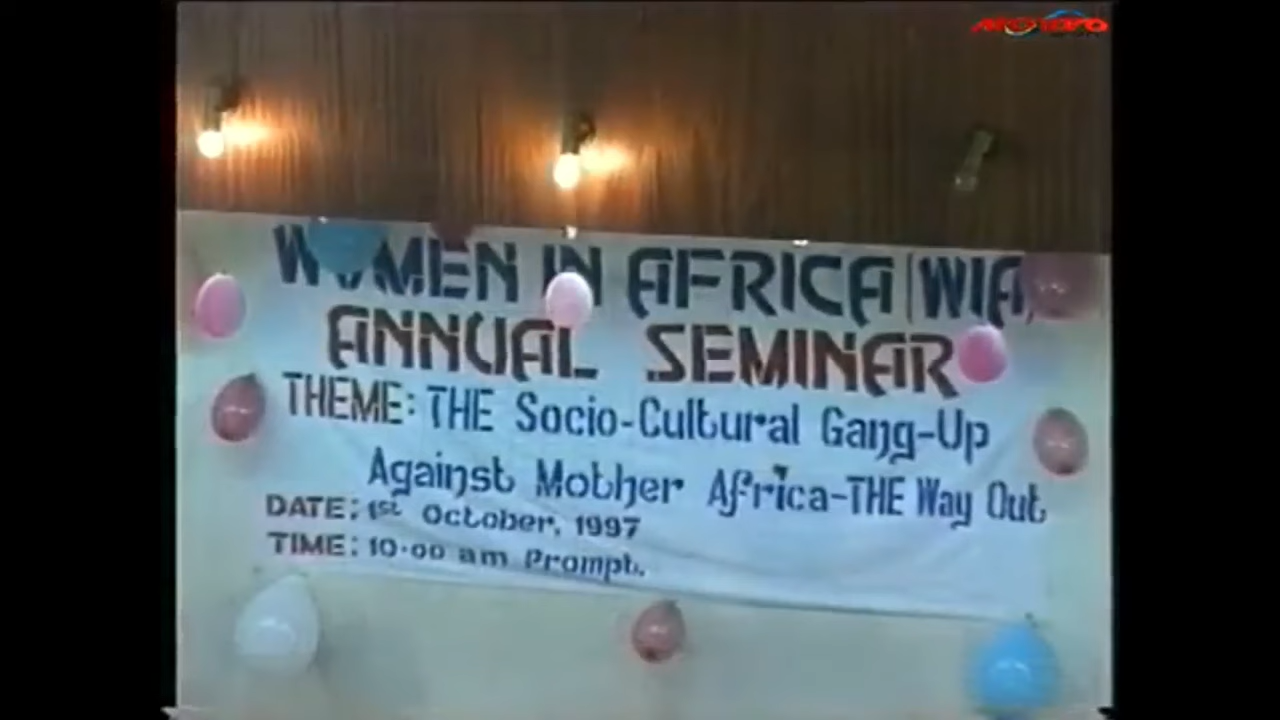 WOMEN IN AFRICA (WIA)
ANNUAL SEMINAR
THEME: THE Socio-Cultural Gang-Up
Against Mother Africa-THE Way Out
DATE: 1st October, 1997
TIME: 10.00 am Prompt.